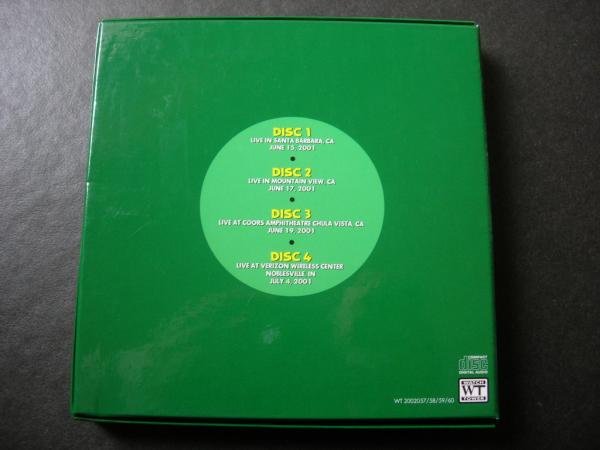 DISC 1
LIVE IN SANTA BARBARA, CA
JUNE 15, 2001
DISC 2
LIVE IN MOUNTAIN VIEW, CA
JUNE 17, 2001
DISC 3
LIVE AT COORS AMPHITHEATRE CHULA VISTA, CA
JUNE 19, 2001
DISC 4
LIVE AT VERIZON WIRELESS CENTER
NOBLESVILLE, IN
JULY 4, 2001
COMPACT
disc
DIGITAL AUDIO
WATCH
WT
TOWER
WT 2002057/58/59/60